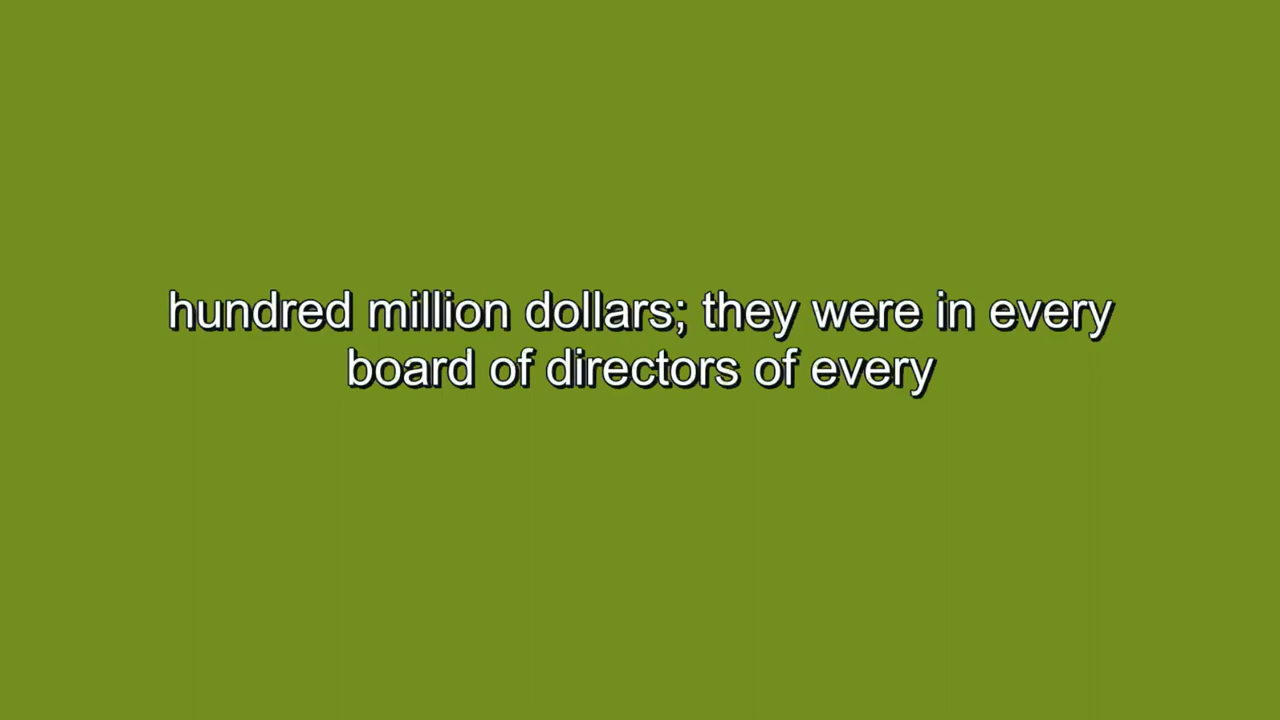 hundred million dollars; they were in every
board of directors of every